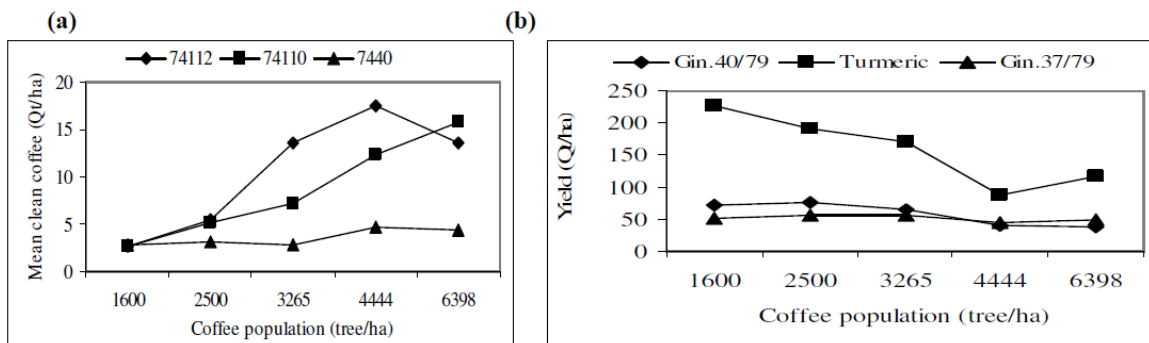 (a)
74112 74110 7440
20
15
10
5
0
Mean clean coffee (Qt/ha)
1600 2500 3265 4444 6398
Coffee population (tree/ha)
(b)
Gin.40/79 Turmeric Gin.37/79
250
200
150
100
50
0
Yield (Qt/ha)
1600 2500 3265 4444 6398
Coffee population (tree/ha)